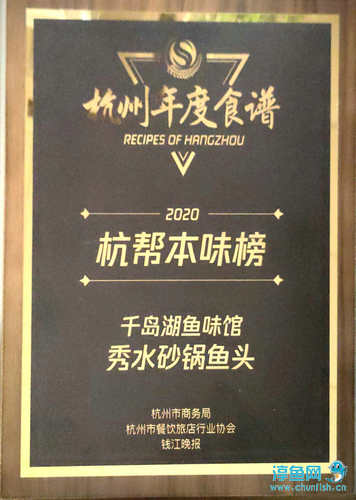 杭州年度食谱
RECIPES OF HANGZHOU
2020
杭帮本味榜
千岛湖鱼味馆
秀水砂锅鱼头
杭州市商务局
杭州市餐饮旅店行业协会
钱江晚报
淳鱼网
www.chunfish.cn